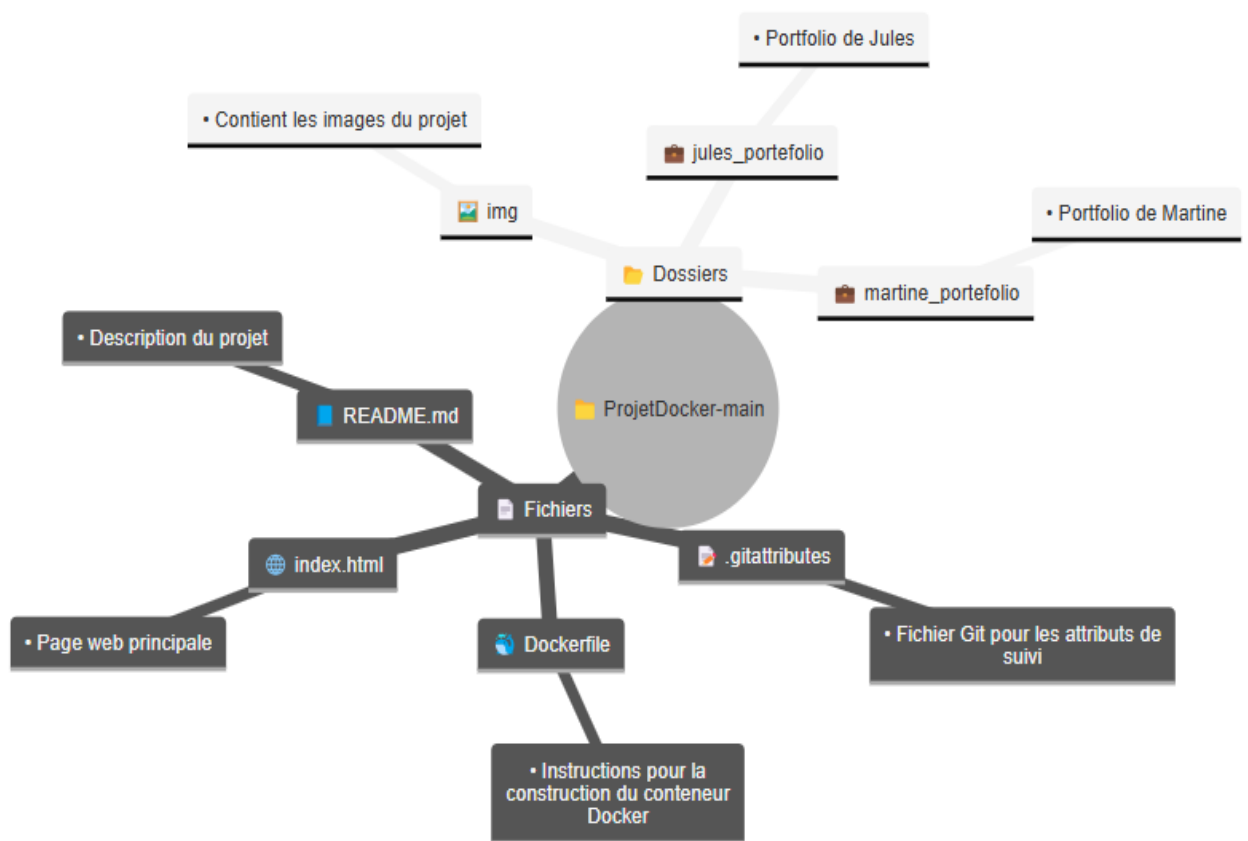 • Portfolio de Jules
• Contient les images du projet
jules_portefolio
img
• Portfolio de Martine
Dossiers
martine_portefolio
• Description du projet
ProjetDocker-main
README.md
Fichiers
index.html
.gitattributes
• Page web principale
Dockerfile
• Fichier Git pour les attributs de
suivi
• Instructions pour la
construction du conteneur
Docker